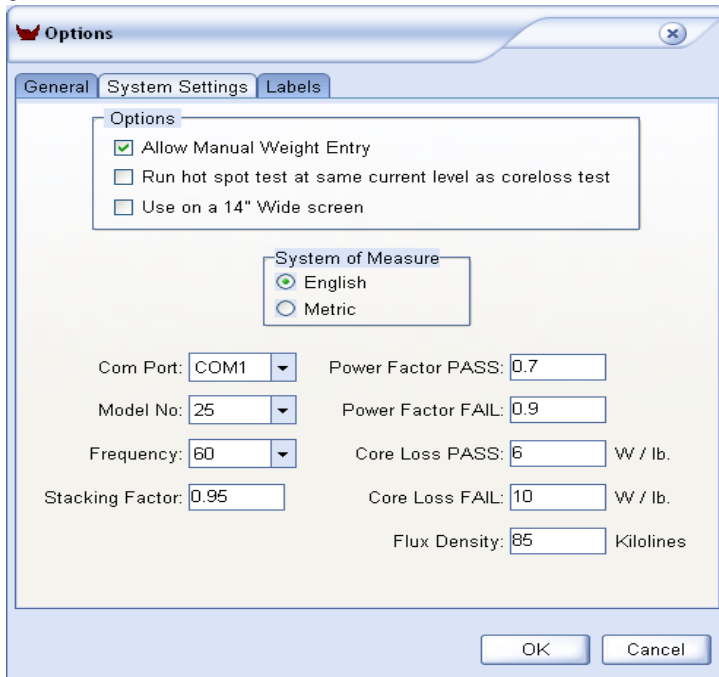 Options
General System Settings Labels
Options
Allow Manual Weight Entry
Run hot spot test at same current level as coreloss test
Use on a 14" Wide screen
System of Measure
English
Metric
Com Port: COM1 Power Factor PASS: 0.7
Model No: 25 Power Factor FAIL: 0.9
Frequency: 60 Core Loss PASS: 6 W / lb.
Stacking Factor: 0.95 Core Loss FAIL: 10 W / lb.
Flux Density: 85 Kilolines
OK Cancel